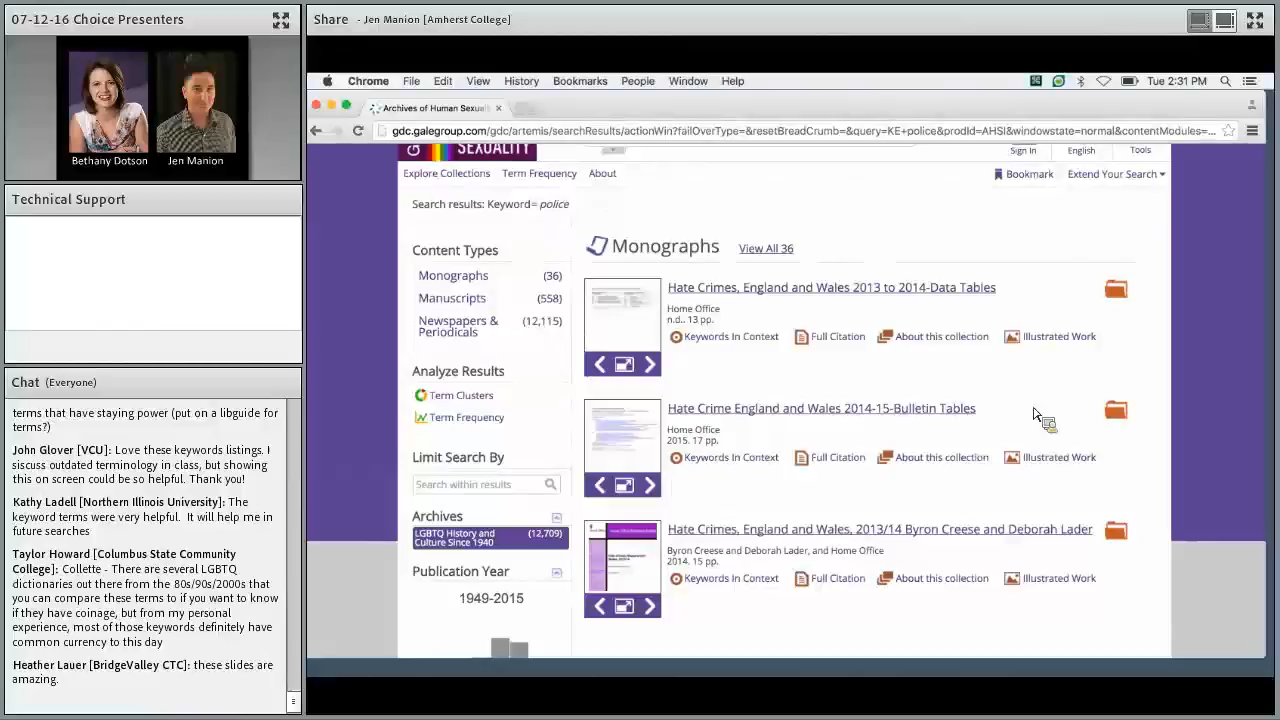 07-12-16 Choice Presenters
Bethany Dotson
Jen Manion
Technical Support
Chat (Everyone)
terms that have staying power (put on a libguide for
terms?)
John Glover [VCU]: Love these keywords listings. I
siscuss outdated terminology in class, but showing
this on screen could be so helpful. Thank you!
Kathy Ladell [Northern Illinois University]: The
keyword terms were very helpful. It will help me in
future searches
Taylor Howard [Columbus State Community
College]: Collete - There are several LGBTQ
dictionaries out there from the 80s/90s/2000s that
you can compare these terms to if you want to know
if they have coinage, but from my personal
experience, most of those keywords definitely have
common currency to this day
Heather Lauer [BridgeValley CTC]: these slides are
amazing.
Share - Jen Manion [Amherst College]
Chrome File Edit View History Bookmarks People Window Help
Tue 2:31 PM
Archives of Human Sexuali
gdc.galegroup.com/gdc/artemis/searchResults/actionWin?failOverType=&resetBreadCrumb=&query=KE+police&prodId=AHSI&windowstate=normal&contentModules=...
SEXUALITY
Sign In English Tools
Explore Collections Term Frequency About
Bookmark Extend Your Search
Search results: Keyword= police
Content Types
Monographs (36)
Manuscripts (558)
Newspapers & (12,115)
Periodicals
Analyze Results
Term Clusters
Term Frequency
Limit Search By
Search within results
Archives
LGBTQ History and (12,709)
Culture Since 1940
Publication Year
1949-2015
Monographs View All 36
Hate Crimes, England and Wales 2013 to 2014-Data Tables
Home Office
n.d.. 13 pp.
Keywords In Context Full Citation About this collection Illustrated Work
Hate Crime England and Wales 2014-15-Bulletin Tables
Home Office
2015. 17 pp.
Keywords In Context Full Citation About this collection Illustrated Work
Hate Crimes, England and Wales, 2013/14 Byron Creese and Deborah Lader
Byron Creese and Deborah Lader, and Home Office
2014. 15 pp.
Keywords In Context Full Citation About this collection Illustrated Work